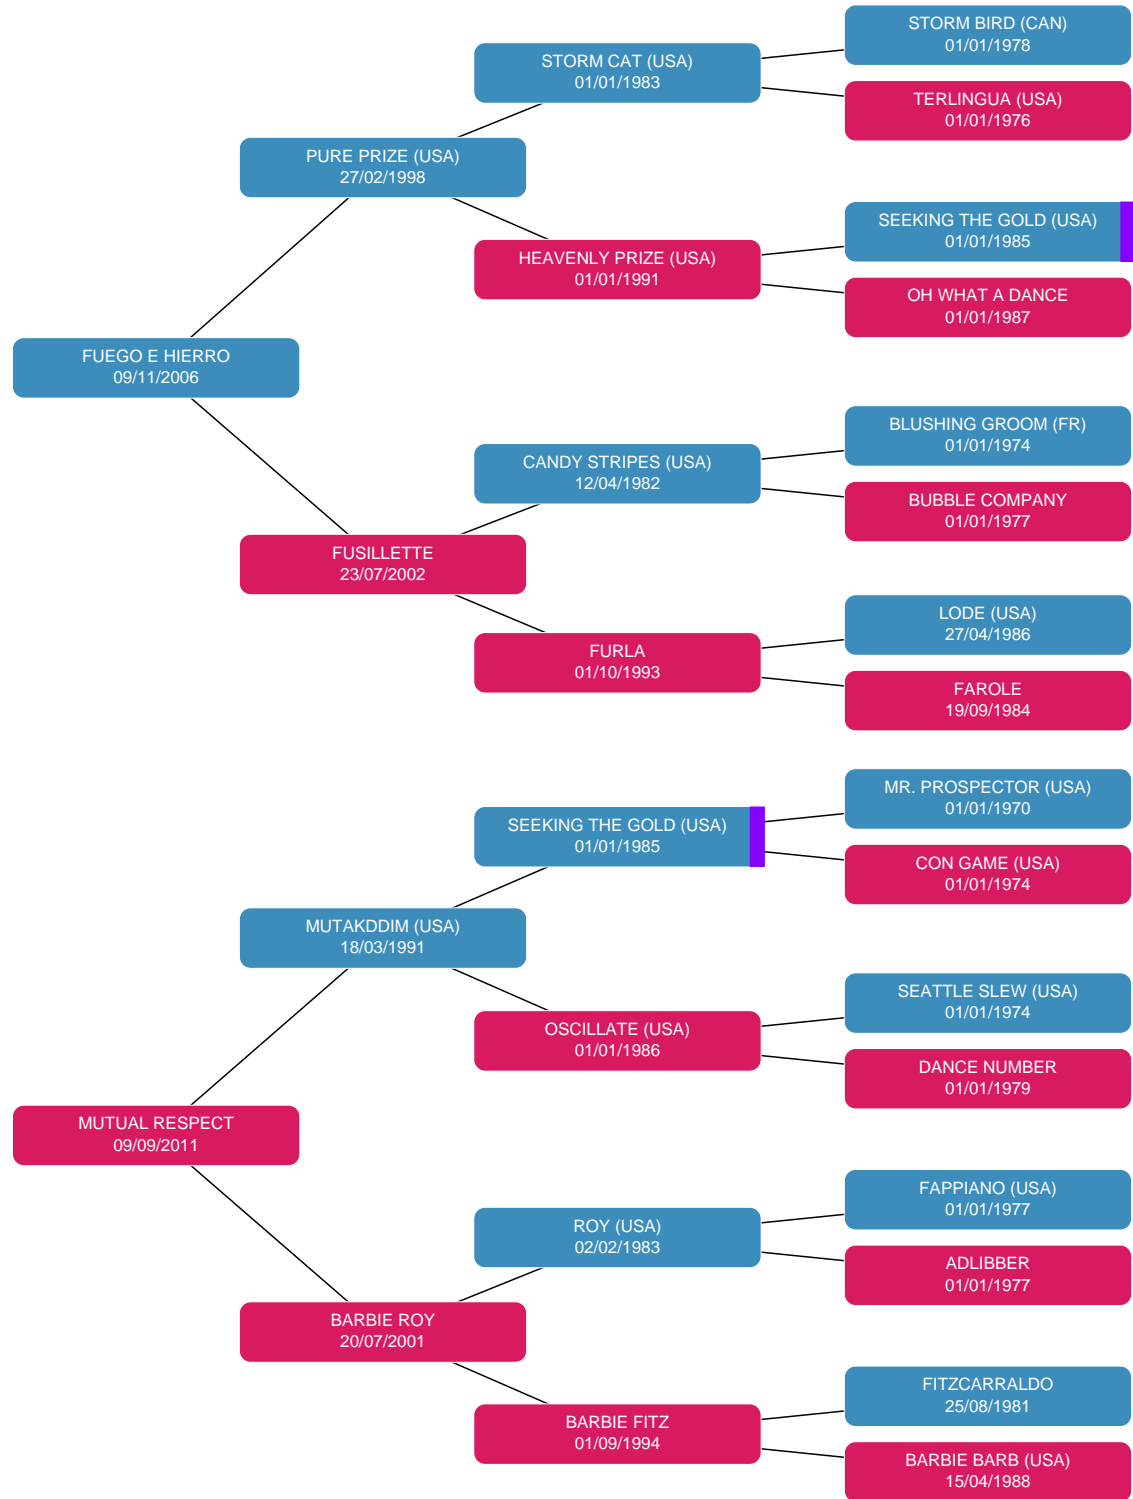 STORM BIRD (CAN)
01/01/1978
STORM CAT (USA)
01/01/1983
TERLINGUA (USA)
01/01/1976
PURE PRIZE (USA)
27/02/1998
SEEKING THE GOLD (USA)
01/01/1985
HEAVENLY PRIZE (USA)
01/01/1991
OH WHAT A DANCE
01/01/1987
FUEGO E HIERRO
09/11/2006
BLUSHING GROOM (FR)
01/01/1974
CANDY STRIPES (USA)
12/04/1982
BUBBLE COMPANY
01/01/1977
FUSILLETTE
23/07/2002
LODE (USA)
27/04/1986
FURLA
01/10/1993
FAROLE
19/09/1984
MR. PROSPECTOR (USA)
01/01/1970
SEEKING THE GOLD (USA)
01/01/1985
CON GAME (USA)
01/01/1974
MUTAKDDIM (USA)
18/03/1991
SEATTLE SLEW (USA)
01/01/1974
OSCILLATE (USA)
01/01/1986
DANCE NUMBER
01/01/1979
MUTUAL RESPECT
09/09/2011
FAPPIANO (USA)
01/01/1977
ROY (USA)
02/02/1983
ADLIBBER
01/01/1977
BARBIE ROY
20/07/2001
FITZCARRALDO
25/08/1981
BARBIE FITZ
01/09/1994
BARBIE BARB (USA)
15/04/1988